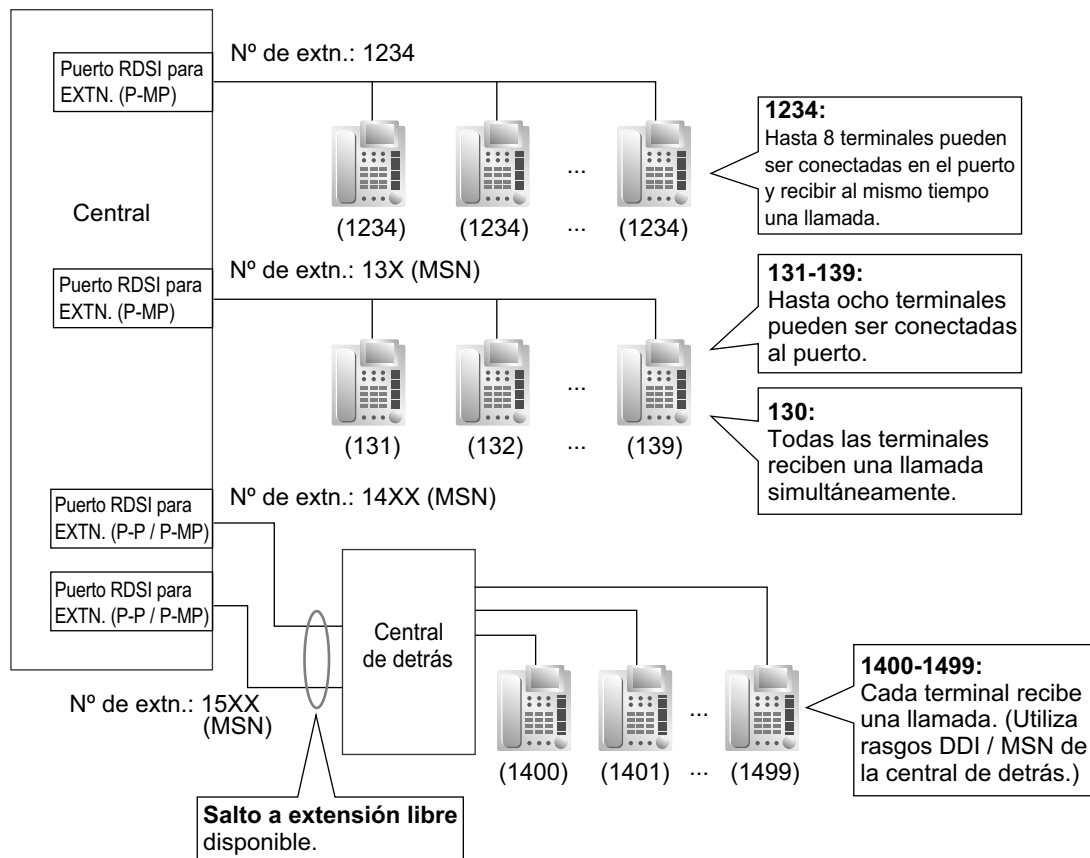 Central
Puerto RDSI para
EXTN. (P-MP)
Nº de extn.: 1234
...
(1234)
(1234)
...
(1234)
1234:
Hasta 8 terminales pueden
ser conectadas en el puerto
y recibir al mismo tiempo
una llamada.
Puerto RDSI para
EXTN. (P-MP)
Nº de extn.: 13X (MSN)
...
(131)
(132)
...
(139)
131-139:
Hasta ocho terminales
pueden ser conectadas
al puerto.
130:
Todas las terminales
reciben una llamada
simultáneamente.
Puerto RDSI para
EXTN. (P-P / P-MP)
Nº de extn.: 14XX (MSN)
Puerto RDSI para
EXTN. (P-P / P-MP)
Nº de extn.: 15XX
(MSN)
Central
de detrás
...
(1400)
(1401)
...
(1499)
1400-1499:
Cada terminal recibe
una llamada. (Utiliza
rasgos DDI / MSN de
la central de detrás.)
Salto a extensión libre
disponible.